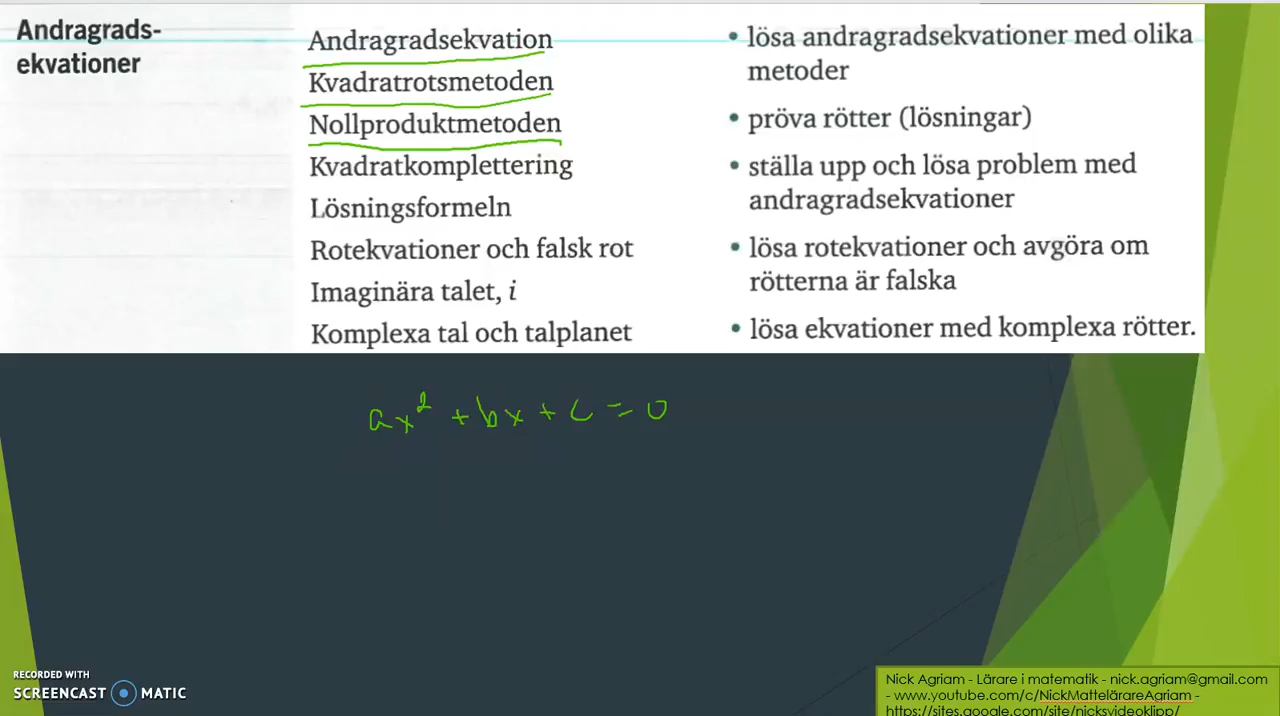 Andragrads-
ekvationer
Andragradsekvation
Kvadratrotsmetoden
Nollproduktmetoden
Kvadratkomplettering
Lösningsformeln
Rotekvationer och falsk rot
Imaginära talet, i
Komplexa tal och talplanet
• lösa andragradsekvationer med olika
metoder
• pröva rötter (lösningar)
• ställa upp och lösa problem med
andragradsekvationer
• lösa rotekvationer och avgöra om
rötterna är falska
• lösa ekvationer med komplexa rötter.
ax² + bx + c = 0
RECORDED WITH
SCREENCAST MATIC
Nick Agriam - Lärare i matematik - nick.agriam@gmail.com
- www.youtube.com/c/NickMattelärareAgriam -
https://sites.google.com/site/nicksvideoklipp/